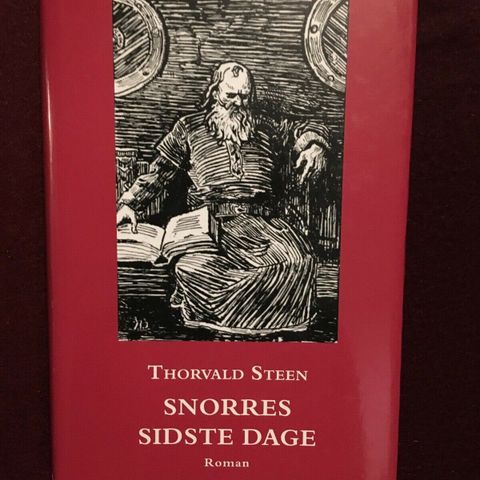 THORVALD STEEN
SNORRES
SIDSTE DAGE
Roman